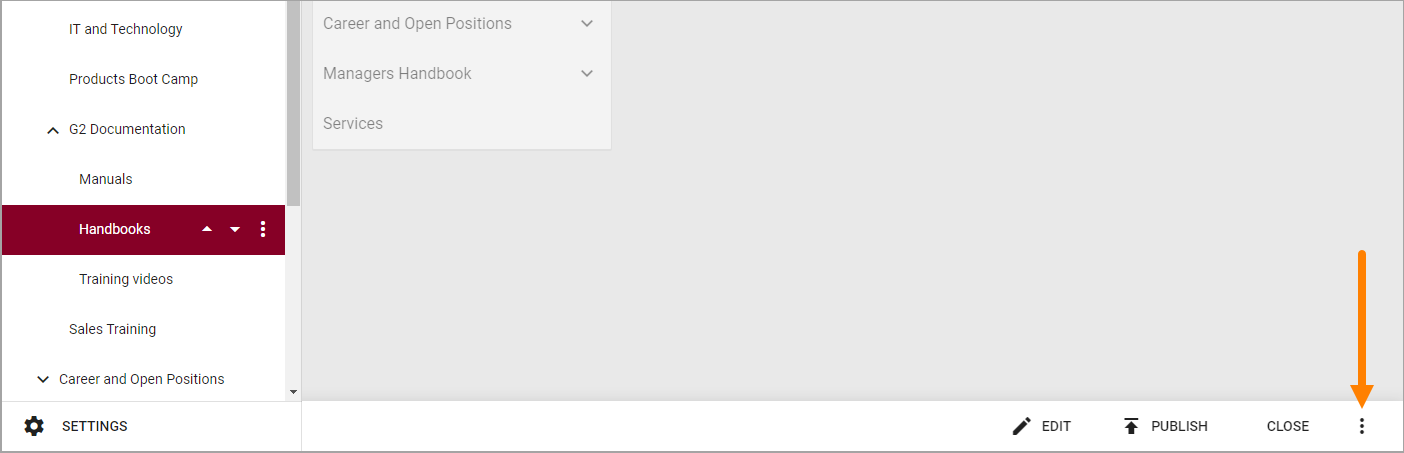 IT and Technology
Products Boot Camp
G2 Documentation
Manuals
Handbooks
Training videos
Sales Training
Career and Open Positions
SETTINGS
Career and Open Positions
Managers Handbook
Services
EDIT
PUBLISH
CLOSE